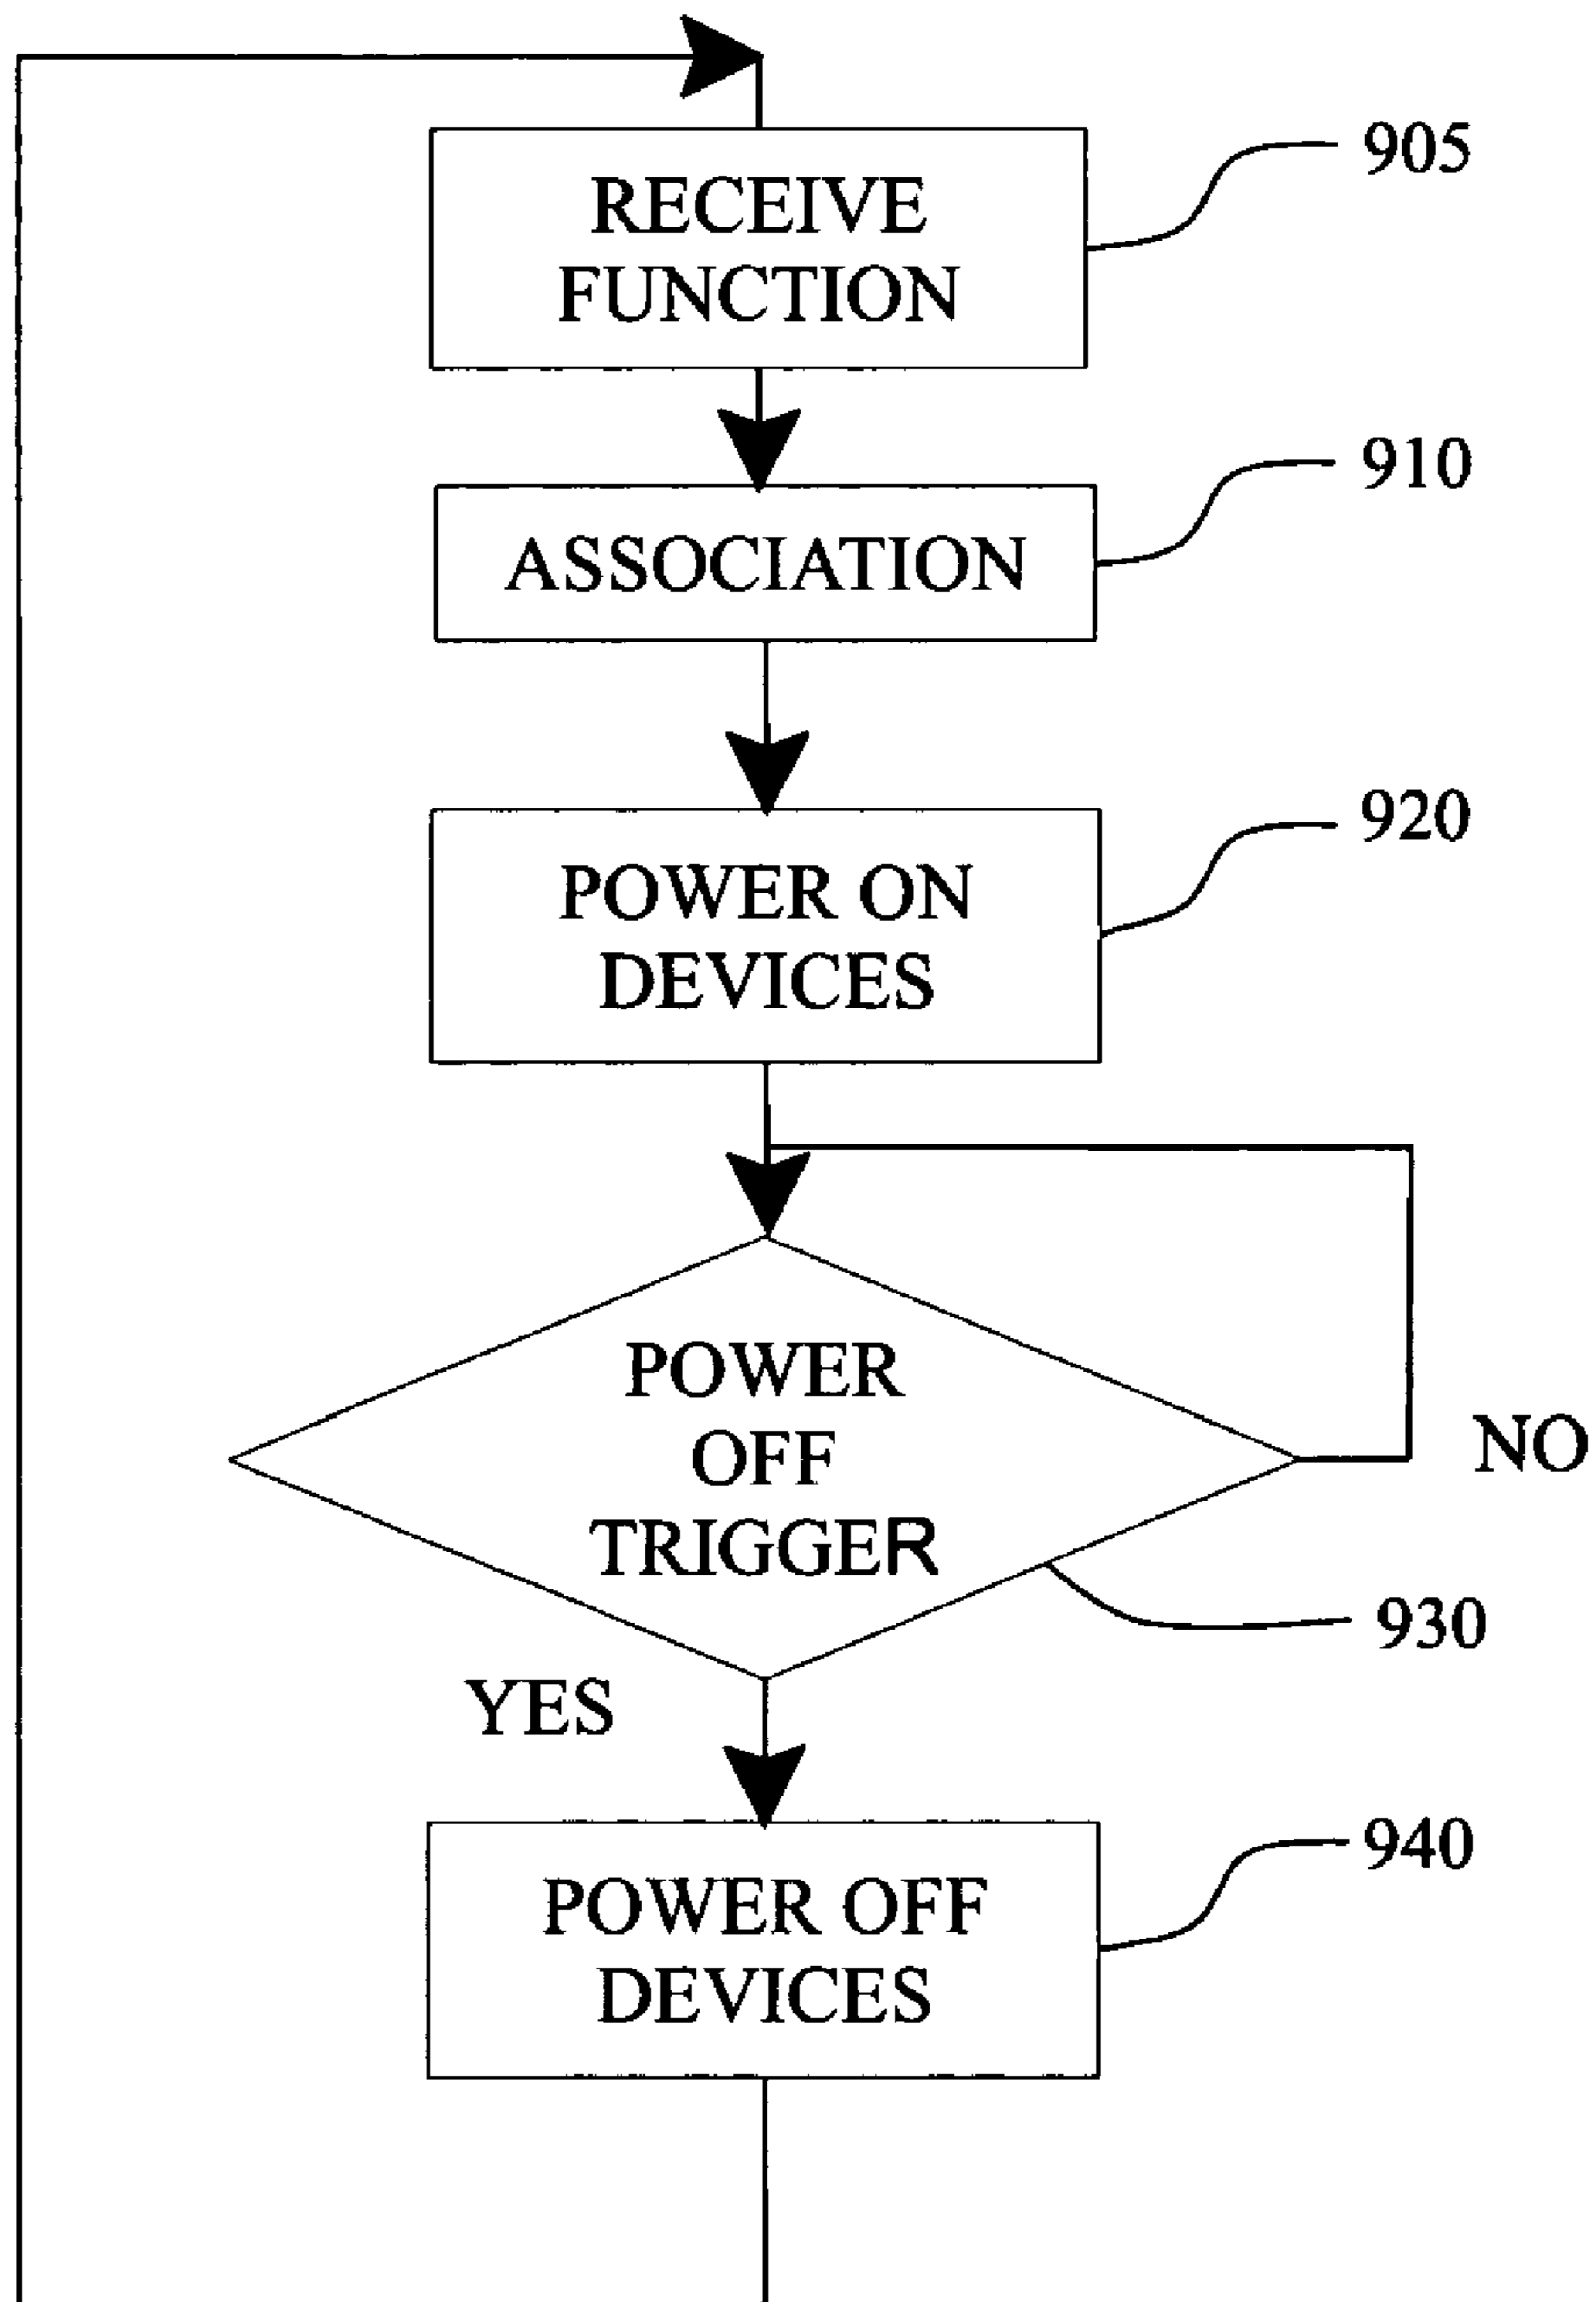 RECEIVE
FUNCTION
905
ASSOCIATION
910
POWER ON
DEVICES
920
POWER
OFF
TRIGGER
NO
930
YES
POWER OFF
DEVICES
940